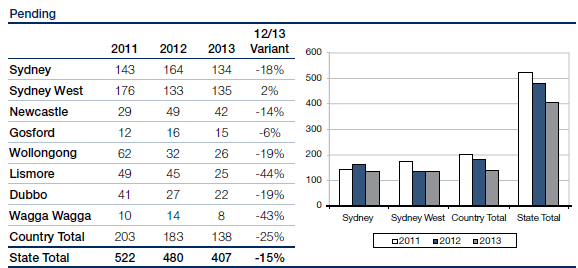 Pending
2011 2012 2013 12/13 Variant
Sydney 143 164 134 -18%
Sydney West 176 133 135 2%
Newcastle 29 49 42 -14%
Gosford 12 16 15 -6%
Wollongong 62 32 26 -19%
Lismore 49 45 25 -44%
Dubbo 41 27 22 -19%
Wagga Wagga 10 14 8 -43%
Country Total 203 183 138 -25%
State Total 522 480 407 -15%
600
500
400
300
200
100
0
Sydney Sydney West Country Total State Total
2011 2012 2013